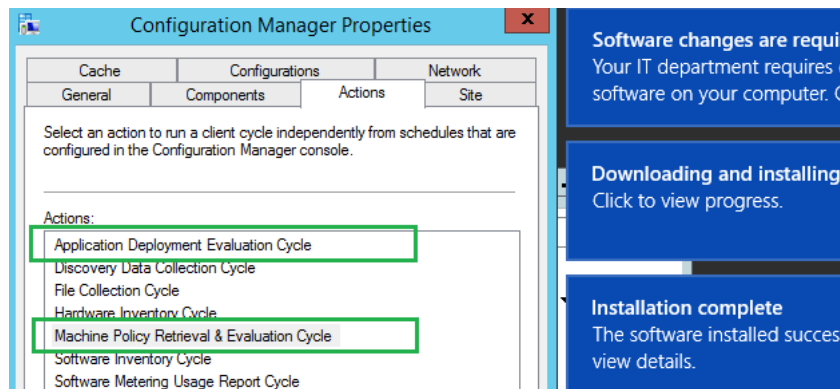 Configuration Manager Properties
x
Cache
Configurations
Network
General
Components
Actions
Site
Select an action to run a client cycle independently from schedules that are
configured in the Configuration Manager console.
Actions:
Application Deployment Evaluation Cycle
Discovery Data Collection Cycle
File Collection Cycle
Hardware Inventory Cycle
Machine Policy Retrieval & Evaluation Cycle
Software Inventory Cycle
Software Metering Usage Report Cycle
Software changes are requi
Your IT department requires
software on your computer.
Downloading and installing
Click to view progress.
Installation complete
The software installed succes
view details.